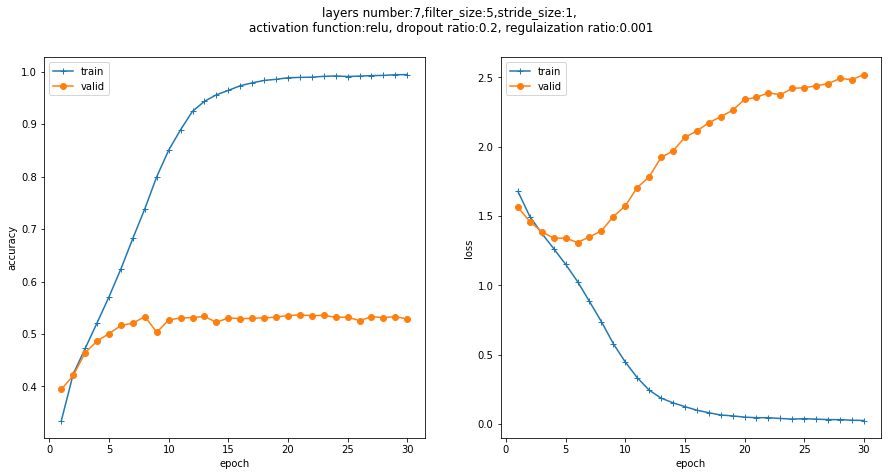 layers number:7,filter_size:5,stride_size:1,
activation function:relu, dropout ratio:0.2, regulaization ratio:0.001
train
valid
1.0
0.9
0.8
0.7
0.6
0.5
0.4
accuracy
0
5
10
15
20
25
30
epoch
train
valid
2.5
2.0
1.5
1.0
0.5
0.0
loss
0
5
10
15
20
25
30
epoch